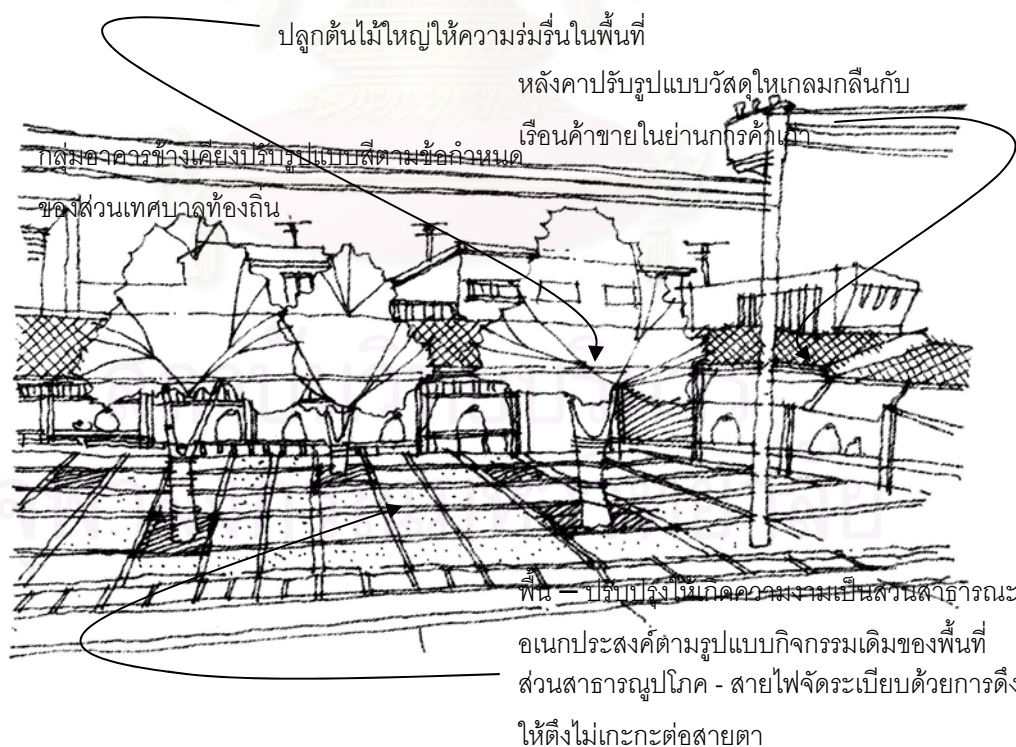 ปลูกต้นไม้ใหญ่ให้ความร่มรื่นในพื้นที่
หลังคาปรับรูปแบบวัสดุให้เกลมกลืนกับ
เรือนค้าขายในย่านการค้าเก่า
กลุ่มอาคารข้างเคียงปรับรูปแบบสีตามข้อกำหนด
ของส่วนเทศบาลท้องถิ่น
พื้น – ปรับปรุงให้เกิดความงามเป็นส่วนสาธารณะ
อเนกประสงค์ตามรูปแบบกิจกรรมเดิมของพื้นที่
ส่วนสาธารณูปโภค - สายไฟจัดระเบียบด้วยการดึง
ให้ตึงไม่เกะกะต่อสายตา